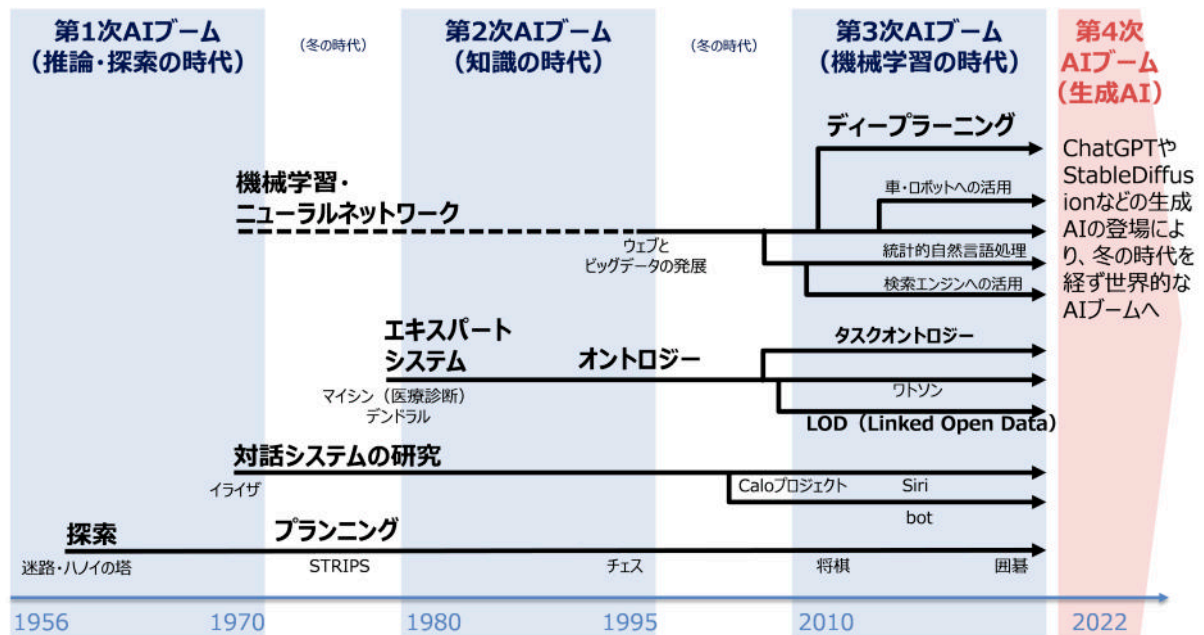 第1次AIブーム
（推論・探索の時代）
（冬の時代）
第2次AIブーム
（知識の時代）
（冬の時代）
第3次AIブーム
（機械学習の時代）
第4次
AIブーム
（生成AI）
ディープラーニング
ChatGPTや
StableDiffus
ionなどの生成
AIの登場によ
り、冬の時代を
経ず世界的な
AIブームへ
機械学習・
ニューラルネットワーク
車・ロボットへの活用
ウェブと
ビッグデータの発展
統計的自然言語処理
検索エンジンへの活用
エキスパート
システム
オントロジー
タスクオントロジー
マイシン（医療診断）
デンドラル
ワトソン
LOD（Linked Open Data）
対話システムの研究
イライザ
Caloプロジェクト
Siri
bot
探索
プランニング
迷路・ハノイの塔
STRIPS
チェス
将棋
囲碁
1956
1970
1980
1995
2010
2022